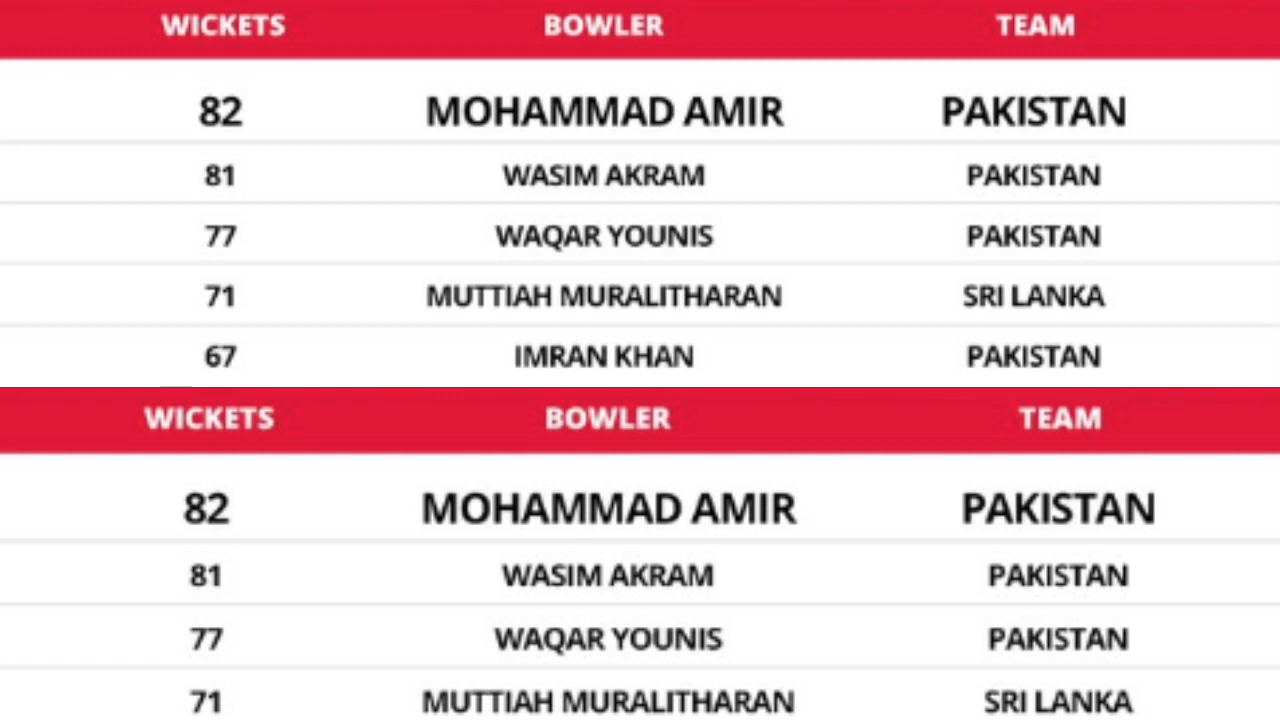 WICKETS BOWLER TEAM
82 MOHAMMAD AMIR PAKISTAN
81 WASIM AKRAM PAKISTAN
77 WAQAR YOUNIS PAKISTAN
71 MUTTIAH MURALITHARAN SRI LANKA
67 IMRAN KHAN PAKISTAN
WICKETS BOWLER TEAM
82 MOHAMMAD AMIR PAKISTAN
81 WASIM AKRAM PAKISTAN
77 WAQAR YOUNIS PAKISTAN
71 MUTTIAH MURALITHARAN SRI LANKA